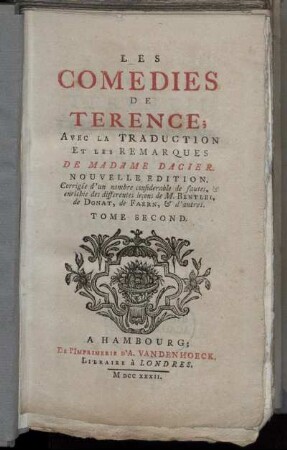 LES
COMEDIES
DE
TERENCE;
AVEC LA TRADUCTION
ET LES REMARQUES
DE MADAME DACIER.
NOUVELLE EDITION.
Corrigée d'un nombre considerable de fautes, &
enrichie des differentes leçons de M. BENTLEI,
de DONAT, de FAERN, & d'autres.
TOME SECOND.
A HAMBOURG;
De l'IMPRIMERIE D'A. VANDENHOECK,
LIBRAIRE à LONDRES.
M DCC XXXII.